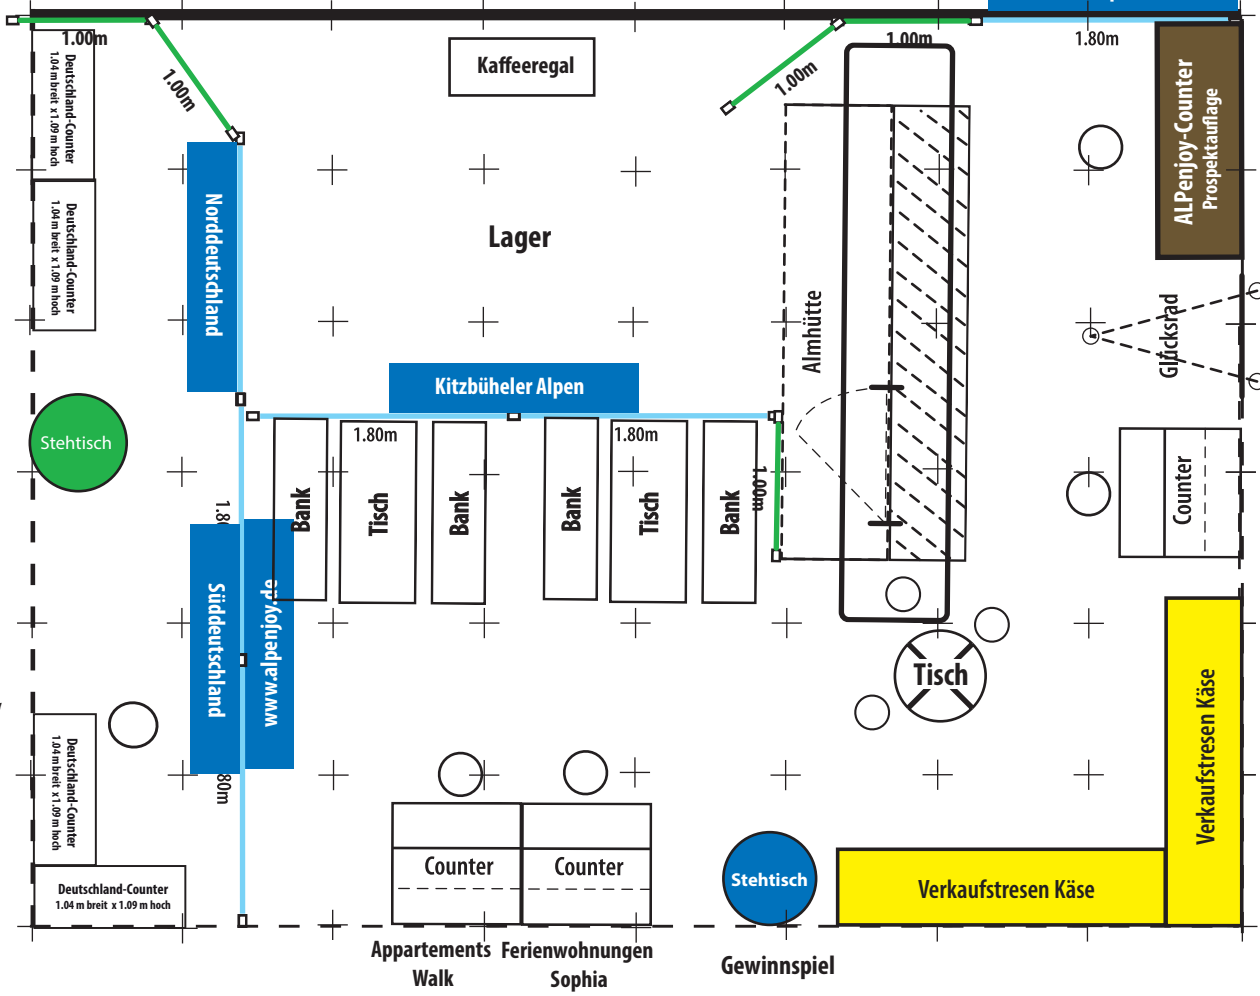 1.00m
1.00m
1.00m
1.00m
1.80m
Kaffeeregal
Deutschland-Counter
1.04 m breit x 1.09 m hoch
Deutschland-Counter
1.04 m breit x 1.09 m hoch
ALPenjoy-Counter
Prospektauflage
Norddeutschland
Lager
Almhütte
Glücksrad
Kitzbüheler Alpen
Stehtisch
1.80m
1.80m
Bank
Tisch
Bank
Bank
Tisch
Bank
1.00m
Counter
Süddeutschland
www.alpenjoy.de
Tisch
Verkaufstresen Käse
Deutschland-Counter
1.04 m breit x 1.09 m hoch
Deutschland-Counter
1.04 m breit x 1.09 m hoch
Counter
Counter
Stehtisch
Verkaufstresen Käse
Appartements
Walk
Ferienwohnungen
Sophia
Gewinnspiel